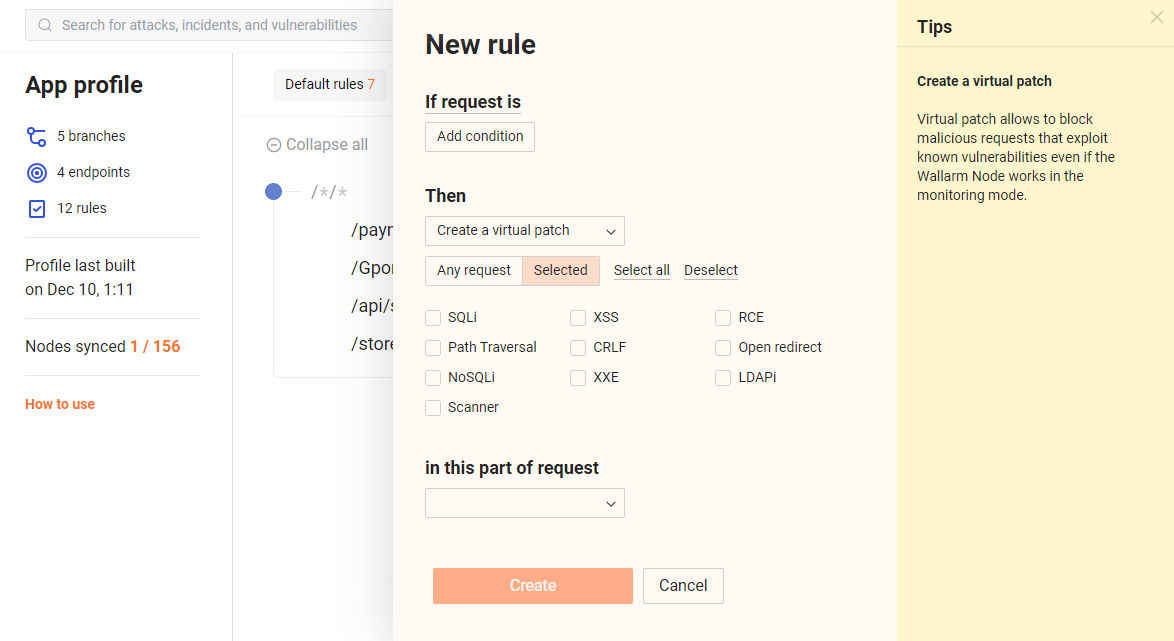 Search for attacks, incidents, and vulnerabilities
App profile
5 branches
4 endpoints
12 rules
Profile last built
on Dec 10, 1:11
Nodes synced 1 / 156
How to use
Default rules 7
Collapse all
/*/*
/api/
New rule
If request is
Add condition
Then
Create a virtual patch
Any request Selected Select all Deselect
SQLi XSS RCE
Path Traversal CRLF Open redirect
NoSQLi XXE LDAPi
Scanner
in this part of request
Create Cancel
Tips
Create a virtual patch
Virtual patch allows to block
malicious requests that exploit
known vulnerabilities even if the
Wallarm Node works in the
monitoring mode.